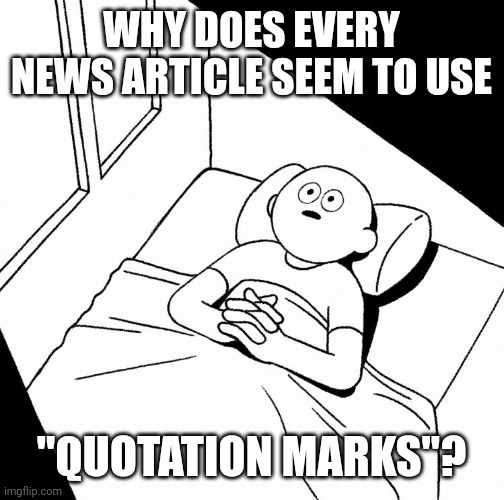 WHY DOES EVERY
NEWS ARTICLE SEEM TO USE
"QUOTATION MARKS"?
imgflip.com